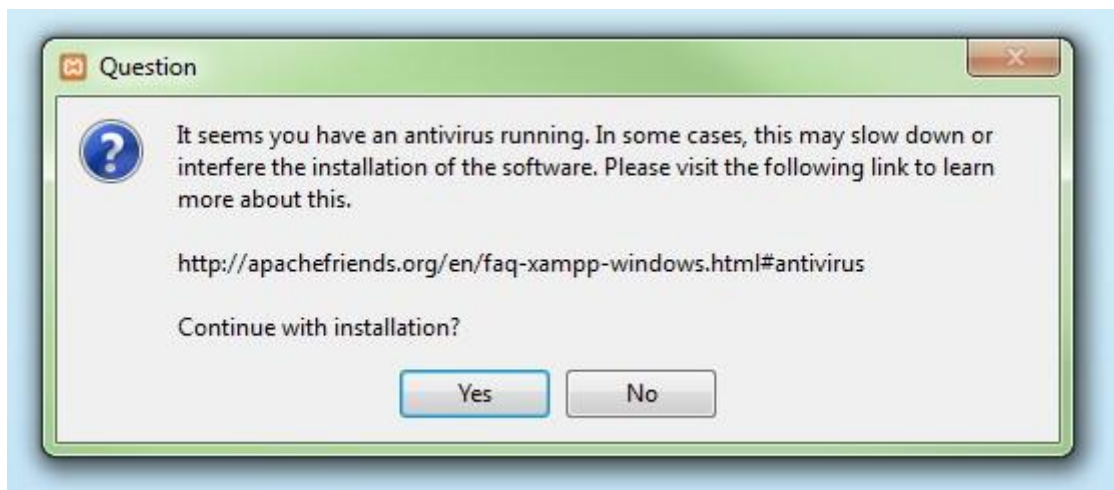 Question
It seems you have an antivirus running. In some cases, this may slow down or
interfere the installation of the software. Please visit the following link to learn
more about this.
http://apachefriends.org/en/faq-xampp-windows.html#antivirus
Continue with installation?
Yes No